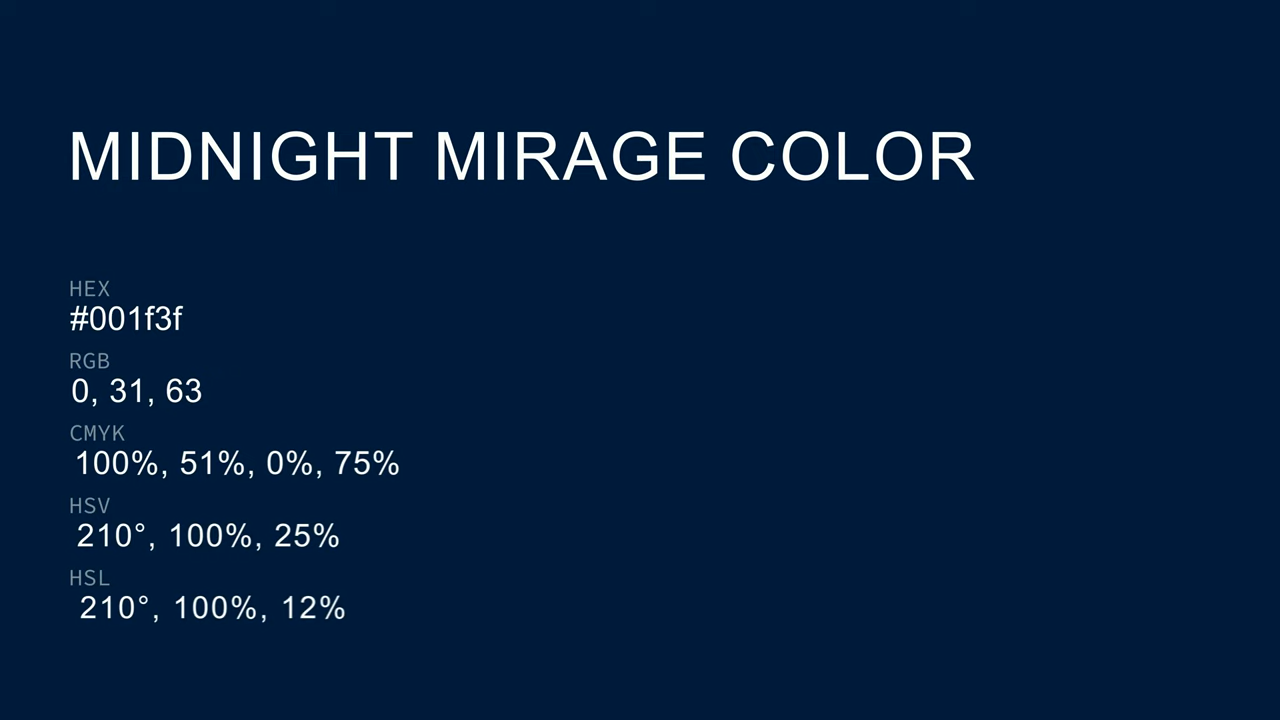 MIDNIGHT MIRAGE COLOR
HEX
#001f3f
RGB
0, 31, 63
CMYK
100%, 51%, 0%, 75%
HSV
210°, 100%, 25%
HSL
210°, 100%, 12%